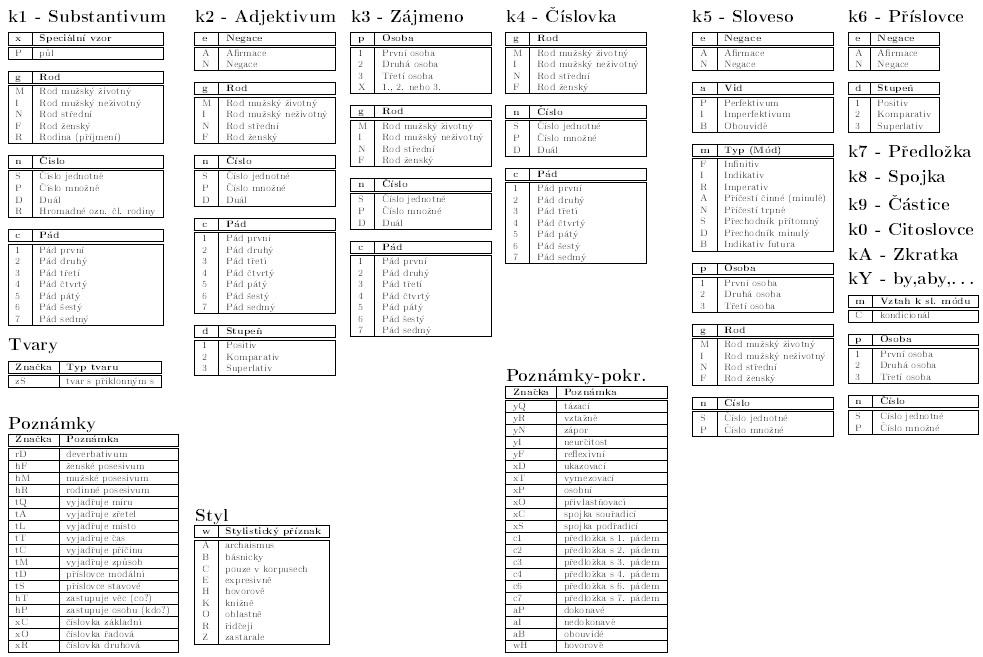 k1 - Substantivum
x Speciální vzor
P půl
g Rod
M Rod mužský životný
I Rod mužský neživotný
N Rod střední
F Rod ženský
R Rodina (příjmení)
n Číslo
S Číslo jednotné
P Číslo množné
D Duál
R Hromadné ozn. čl. rodiny
c Pád
1 Pád první
2 Pád druhý
3 Pád třetí
4 Pád čtvrtý
5 Pád pátý
6 Pád šestý
7 Pád sedmý
Tvary
Značka Typ tvaru
zS tvar s příklonným s
Poznámky
Značka Poznámka
rD deverbativum
hF ženské posesivum
hM mužské posesivum
hR rodinné posesivum
tQ vyjadřuje míru
tA vyjadřuje zřetel
tL vyjadřuje místo
tT vyjadřuje čas
tC vyjadřuje příčinu
tM vyjadřuje způsob
tD příslovce modální
tS příslovce stavové
hT zastupuje věc (co?)
hP zastupuje osobu (kdo?)
xC číslovka základní
xO číslovka řadová
xR číslovka druhová
k2 - Adjektivum
e Negace
A Afirmace
N Negace
g Rod
M Rod mužský životný
I Rod mužský neživotný
N Rod střední
F Rod ženský
n Číslo
S Číslo jednotné
P Číslo množné
D Duál
c Pád
1 Pád první
2 Pád druhý
3 Pád třetí
4 Pád čtvrtý
5 Pád pátý
6 Pád šestý
7 Pád sedmý
d Stupeň
1 Positiv
2 Komparativ
3 Superlativ
Styl
w Stylistický příznak
A archaismus
B básnicky
C pouze v korpusech
E expresivně
H hovorově
K knižně
O oblastně
R řidčeji
Z zastarale
k3 - Zájmeno
p Osoba
1 První osoba
2 Druhá osoba
3 Třetí osoba
X 1., 2. nebo 3.
g Rod
M Rod mužský životný
I Rod mužský neživotný
N Rod střední
F Rod ženský
n Číslo
S Číslo jednotné
P Číslo množné
D Duál
c Pád
1 Pád první
2 Pád druhý
3 Pád třetí
4 Pád čtvrtý
5 Pád pátý
6 Pád šestý
7 Pád sedmý
k4 - Číslovka
g Rod
M Rod mužský životný
I Rod mužský neživotný
N Rod střední
F Rod ženský
n Číslo
S Číslo jednotné
P Číslo množné
D Duál
c Pád
1 Pád první
2 Pád druhý
3 Pád třetí
4 Pád čtvrtý
5 Pád pátý
6 Pád šestý
7 Pád sedmý
Poznámky-pokr.
Značka Poznámka
yQ tázací
yR vztažné
yN zápor
yI neurčitost
yF reflexivní
xD ukazovací
xT vymezovací
xP osobní
xO přivlastňovací
xC spojka souřadící
xS spojka podřadící
c1 předložka s 1. pádem
c2 předložka s 2. pádem
c3 předložka s 3. pádem
c4 předložka s 4. pádem
c6 předložka s 6. pádem
c7 předložka s 7. pádem
aP dokonavé
aI nedokonavé
aB obouvidé
wH hovorově
k5 - Sloveso
e Negace
A Afirmace
N Negace
a Vid
P Perfektivum
I Imperfektivum
B Obouvidé
m Typ (Mód)
F Infinitiv
I Indikativ
R Imperativ
A Příčestí činné (minulé)
N Příčestí trpné
S Přechodník přítomný
D Přechodník minulý
B Indikativ futura
p Osoba
1 První osoba
2 Druhá osoba
3 Třetí osoba
g Rod
M Rod mužský životný
I Rod mužský neživotný
N Rod střední
F Rod ženský
n Číslo
S Číslo jednotné
P Číslo množné
k6 - Příslovce
e Negace
A Afirmace
N Negace
d Stupeň
1 Positiv
2 Komparativ
3 Superlativ
k7 - Předložka
k8 - Spojka
k9 - Částice
k0 - Citoslovce
kA - Zkratka
kY - by,aby,...
m Vztah k sl. módu
C kondicionál
p Osoba
1 První osoba
2 Druhá osoba
3 Třetí osoba
n Číslo
S Číslo jednotné
P Číslo množné